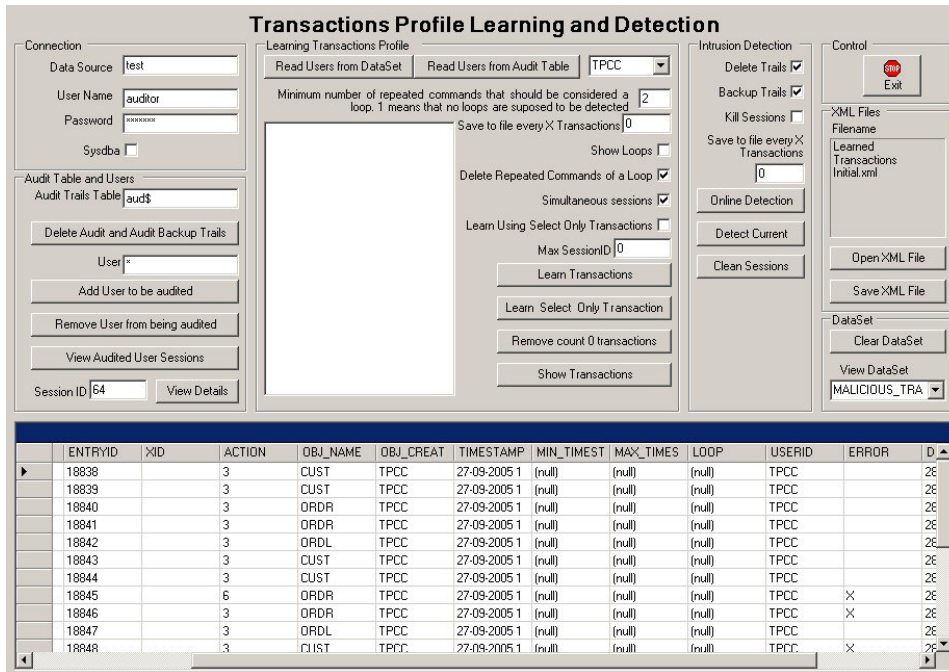 Transactions Profile Learning and Detection
Connection
Data Source test
User Name auditor
Password *******
Sysdba
Audit Table and Users
Audit Trails Table aud$
Delete Audit and Audit Backup Trails
User *
Add User to be audited
Remove User from being audited
View Audited User Sessions
Session ID 64 View Details
Learning Transactions Profile
Read Users from DataSet Read Users from Audit Table TPCC
Minimum number of repeated commands that should be considered a
loop. 1 means that no loops are suposed to be detected 2
Save to file every X Transactions 0
Show Loops
Delete Repeated Commands of a Loop
Simultaneous sessions
Learn Using Select Only Transactions
Max SessionID 0
Learn Transactions
Learn Select Only Transaction
Remove count 0 transactions
Show Transactions
Intrusion Detection
Delete Trails
Backup Trails
Kill Sessions
Save to file every X
Transactions
0
Online Detection
Detect Current
Clean Sessions
Control
STOP
Exit
XML Files
Filename
Learned
Transactions
Initial.xml
Open XML File
Save XML File
DataSet
Clear DataSet
View DataSet
MALICIOUS_TRA
ENTRYID XID ACTION OBJ_NAME OBJ_CREAT TIMESTAMP MIN_TIMEST MAX_TIMES LOOP USERID ERROR D
18838 3 CUST TPCC 27-09-2005 1 (null) (null) (null) TPCC 28
18839 3 CUST TPCC 27-09-2005 1 (null) (null) (null) TPCC 28
18840 3 ORDR TPCC 27-09-2005 1 (null) (null) (null) TPCC 28
18841 3 ORDR TPCC 27-09-2005 1 (null) (null) (null) TPCC 28
18842 3 ORDL TPCC 27-09-2005 1 (null) (null) (null) TPCC 28
18843 3 CUST TPCC 27-09-2005 1 (null) (null) (null) TPCC 28
18844 3 CUST TPCC 27-09-2005 1 (null) (null) (null) TPCC 28
18845 6 ORDR TPCC 27-09-2005 1 (null) (null) (null) TPCC X 28
18846 3 ORDR TPCC 27-09-2005 1 (null) (null) (null) TPCC X 28
18847 3 ORDL TPCC 27-09-2005 1 (null) (null) (null) TPCC 28
18848 3 CUST TPCC 27-09-2005 1 (null) (null) (null) TPCC X 28